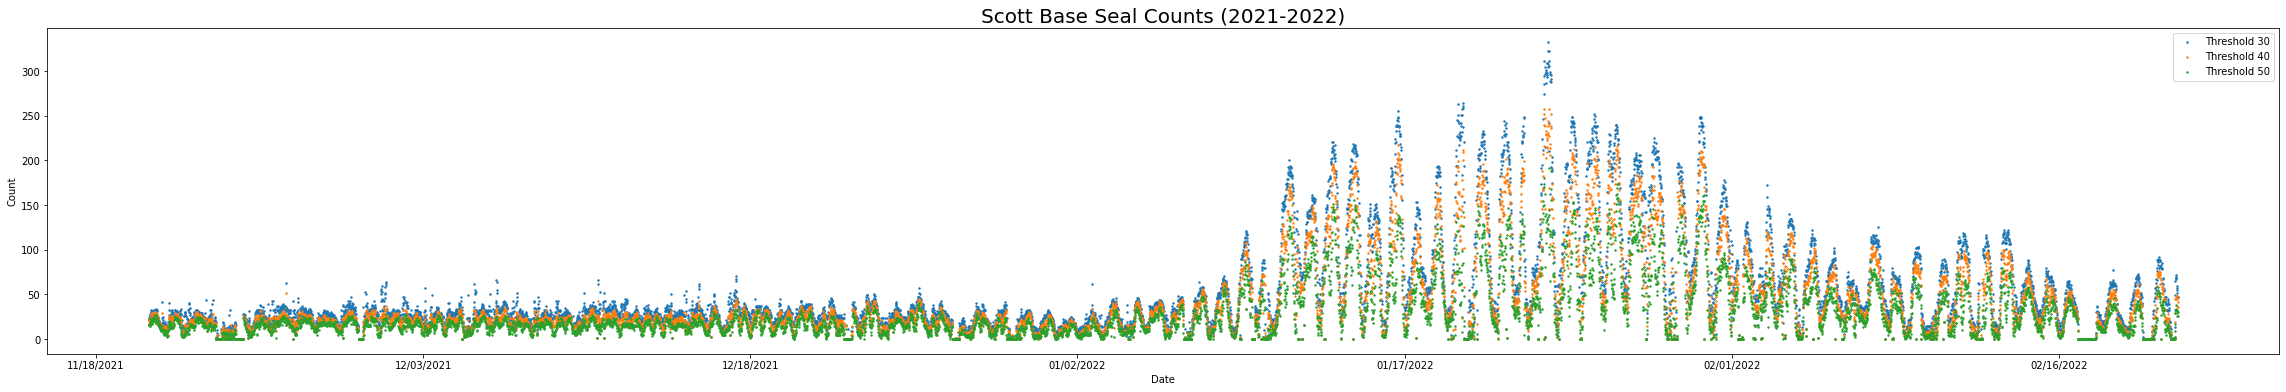 Scott Base Seal Counts (2021-2022)
Threshold 30
Threshold 40
Threshold 50
300
250
200
150
100
50
0
Count
11/18/2021 12/03/2021 12/18/2021 01/02/2022 01/17/2022 02/01/2022 02/16/2022
Date